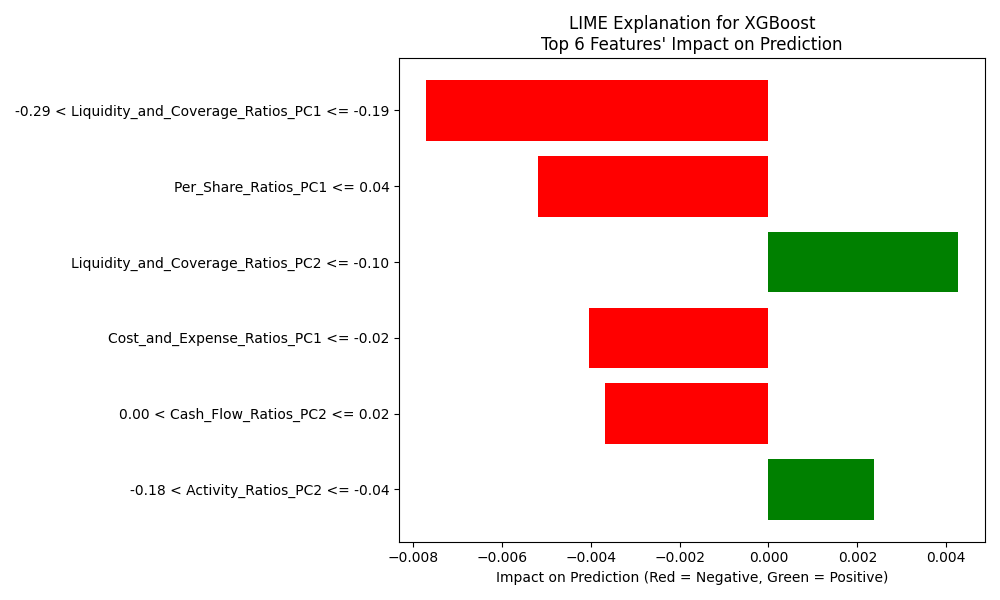 LIME Explanation for XGBoost
Top 6 Features' Impact on Prediction
-0.29 < Liquidity_and_Coverage_Ratios_PC1 <= -0.19
Per_Share_Ratios_PC1 <= 0.04
Liquidity_and_Coverage_Ratios_PC2 <= -0.10
Cost_and_Expense_Ratios_PC1 <= -0.02
0.00 < Cash_Flow_Ratios_PC2 <= 0.02
-0.18 < Activity_Ratios_PC2 <= -0.04
−0.008 −0.006 −0.004 −0.002 0.000 0.002 0.004
Impact on Prediction (Red = Negative, Green = Positive)